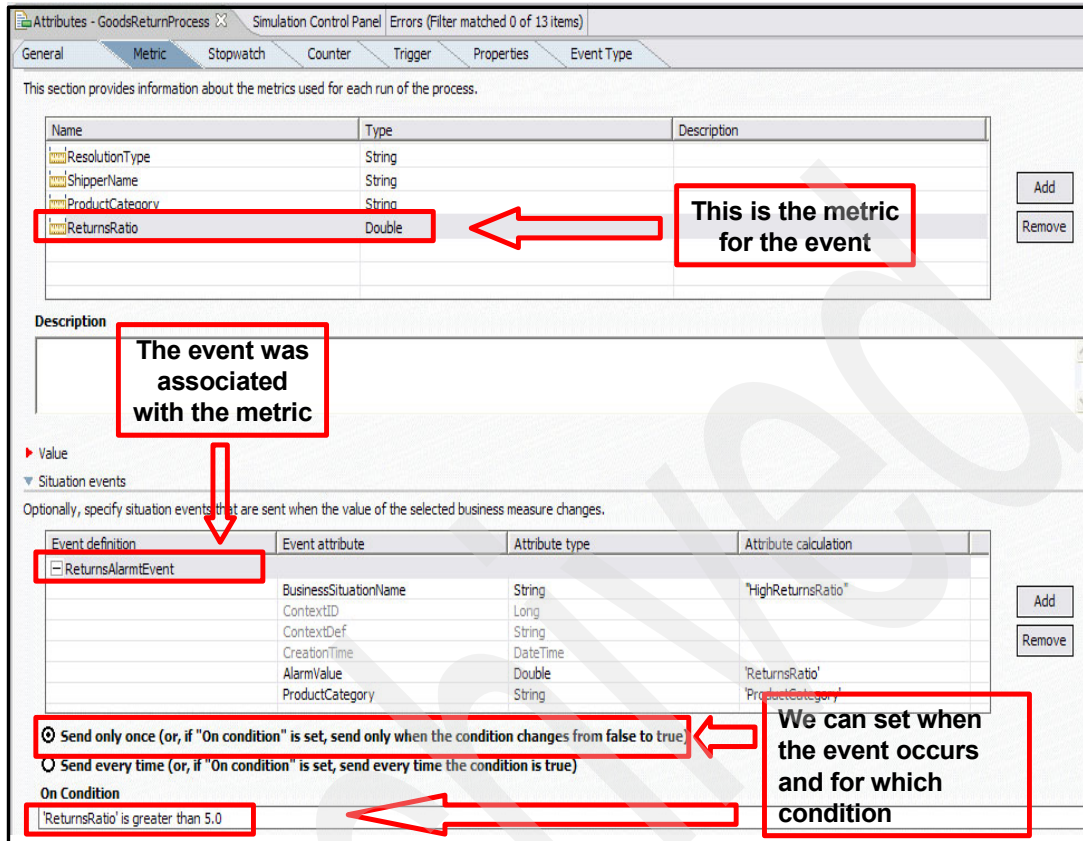 Attributes - GoodsReturnProcess Simulation Control Panel Errors (Filter matched 0 of 13 items)
General Metric Stopwatch Counter Trigger Properties Event Type
This section provides information about the metrics used for each run of the process.
Name Type Description
ResolutionType String
ShipperName String
ProductCategory String
ReturnsRatio Double
Add
Remove
This is the metric
for the event
Description
The event was
associated
with the metric
Value
Situation events
Optionally, specify situation events that are sent when the value of the selected business measure changes.
Event definition Event attribute Attribute type Attribute calculation
ReturnsAlarmtEvent
BusinessSituationName String "HighReturnsRatio"
ContextID Long
ContextDef String
CreationTime DateTime
AlarmValue Double 'ReturnsRatio'
ProductCategory String 'ProductCategory'
Add
Remove
Send only once (or, if "On condition" is set, send only when the condition changes from false to true)
Send every time (or, if "On condition" is set, send every time the condition is true)
On Condition
'ReturnsRatio' is greater than 5.0
We can set when
the event occurs
and for which
condition